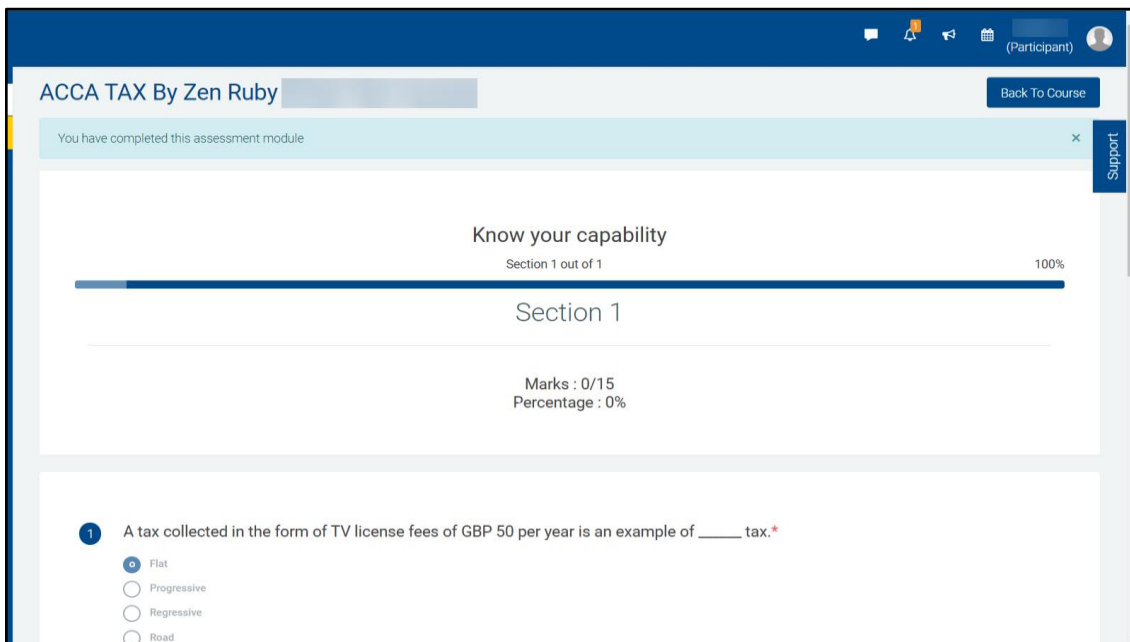 1
(Participant)
ACCA TAX By Zen Ruby
Back To Course
You have completed this assessment module
×
Support
Know your capability
Section 1 out of 1
100%
Section 1
Marks : 0/15
Percentage : 0%
1 A tax collected in the form of TV license fees of GBP 50 per year is an example of _____ tax.*
Flat
Progressive
Regressive
Road